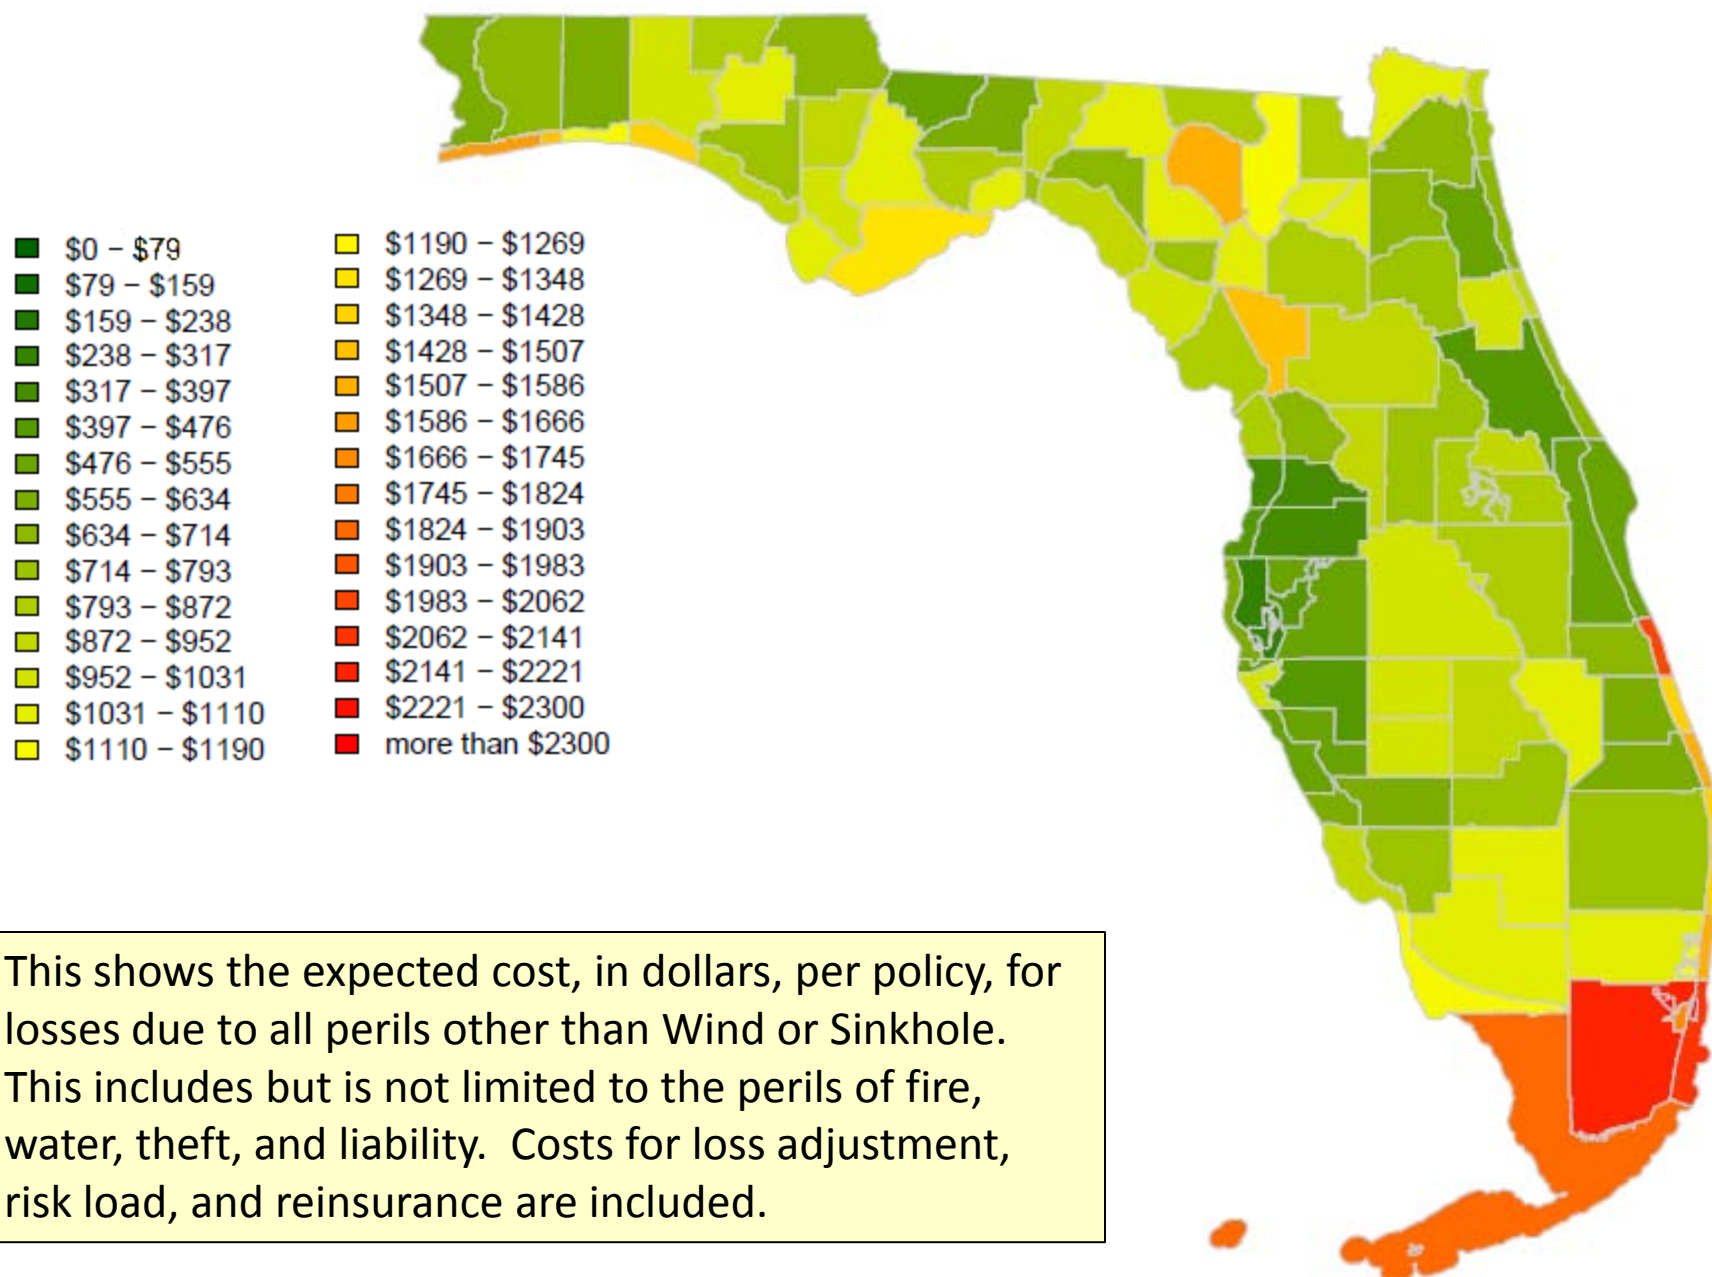 $0 – $79
$79 – $159
$159 – $238
$238 – $317
$317 – $397
$397 – $476
$476 – $555
$555 – $634
$634 – $714
$714 – $793
$793 – $872
$872 – $952
$952 – $1031
$1031 – $1110
$1110 – $1190
$1190 – $1269
$1269 – $1348
$1348 – $1428
$1428 – $1507
$1507 – $1586
$1586 – $1666
$1666 – $1745
$1745 – $1824
$1824 – $1903
$1903 – $1983
$1983 – $2062
$2062 – $2141
$2141 – $2221
$2221 – $2300
more than $2300
This shows the expected cost, in dollars, per policy, for
losses due to all perils other than Wind or Sinkhole.
This includes but is not limited to the perils of fire,
water, theft, and liability.  Costs for loss adjustment,
risk load, and reinsurance are included.